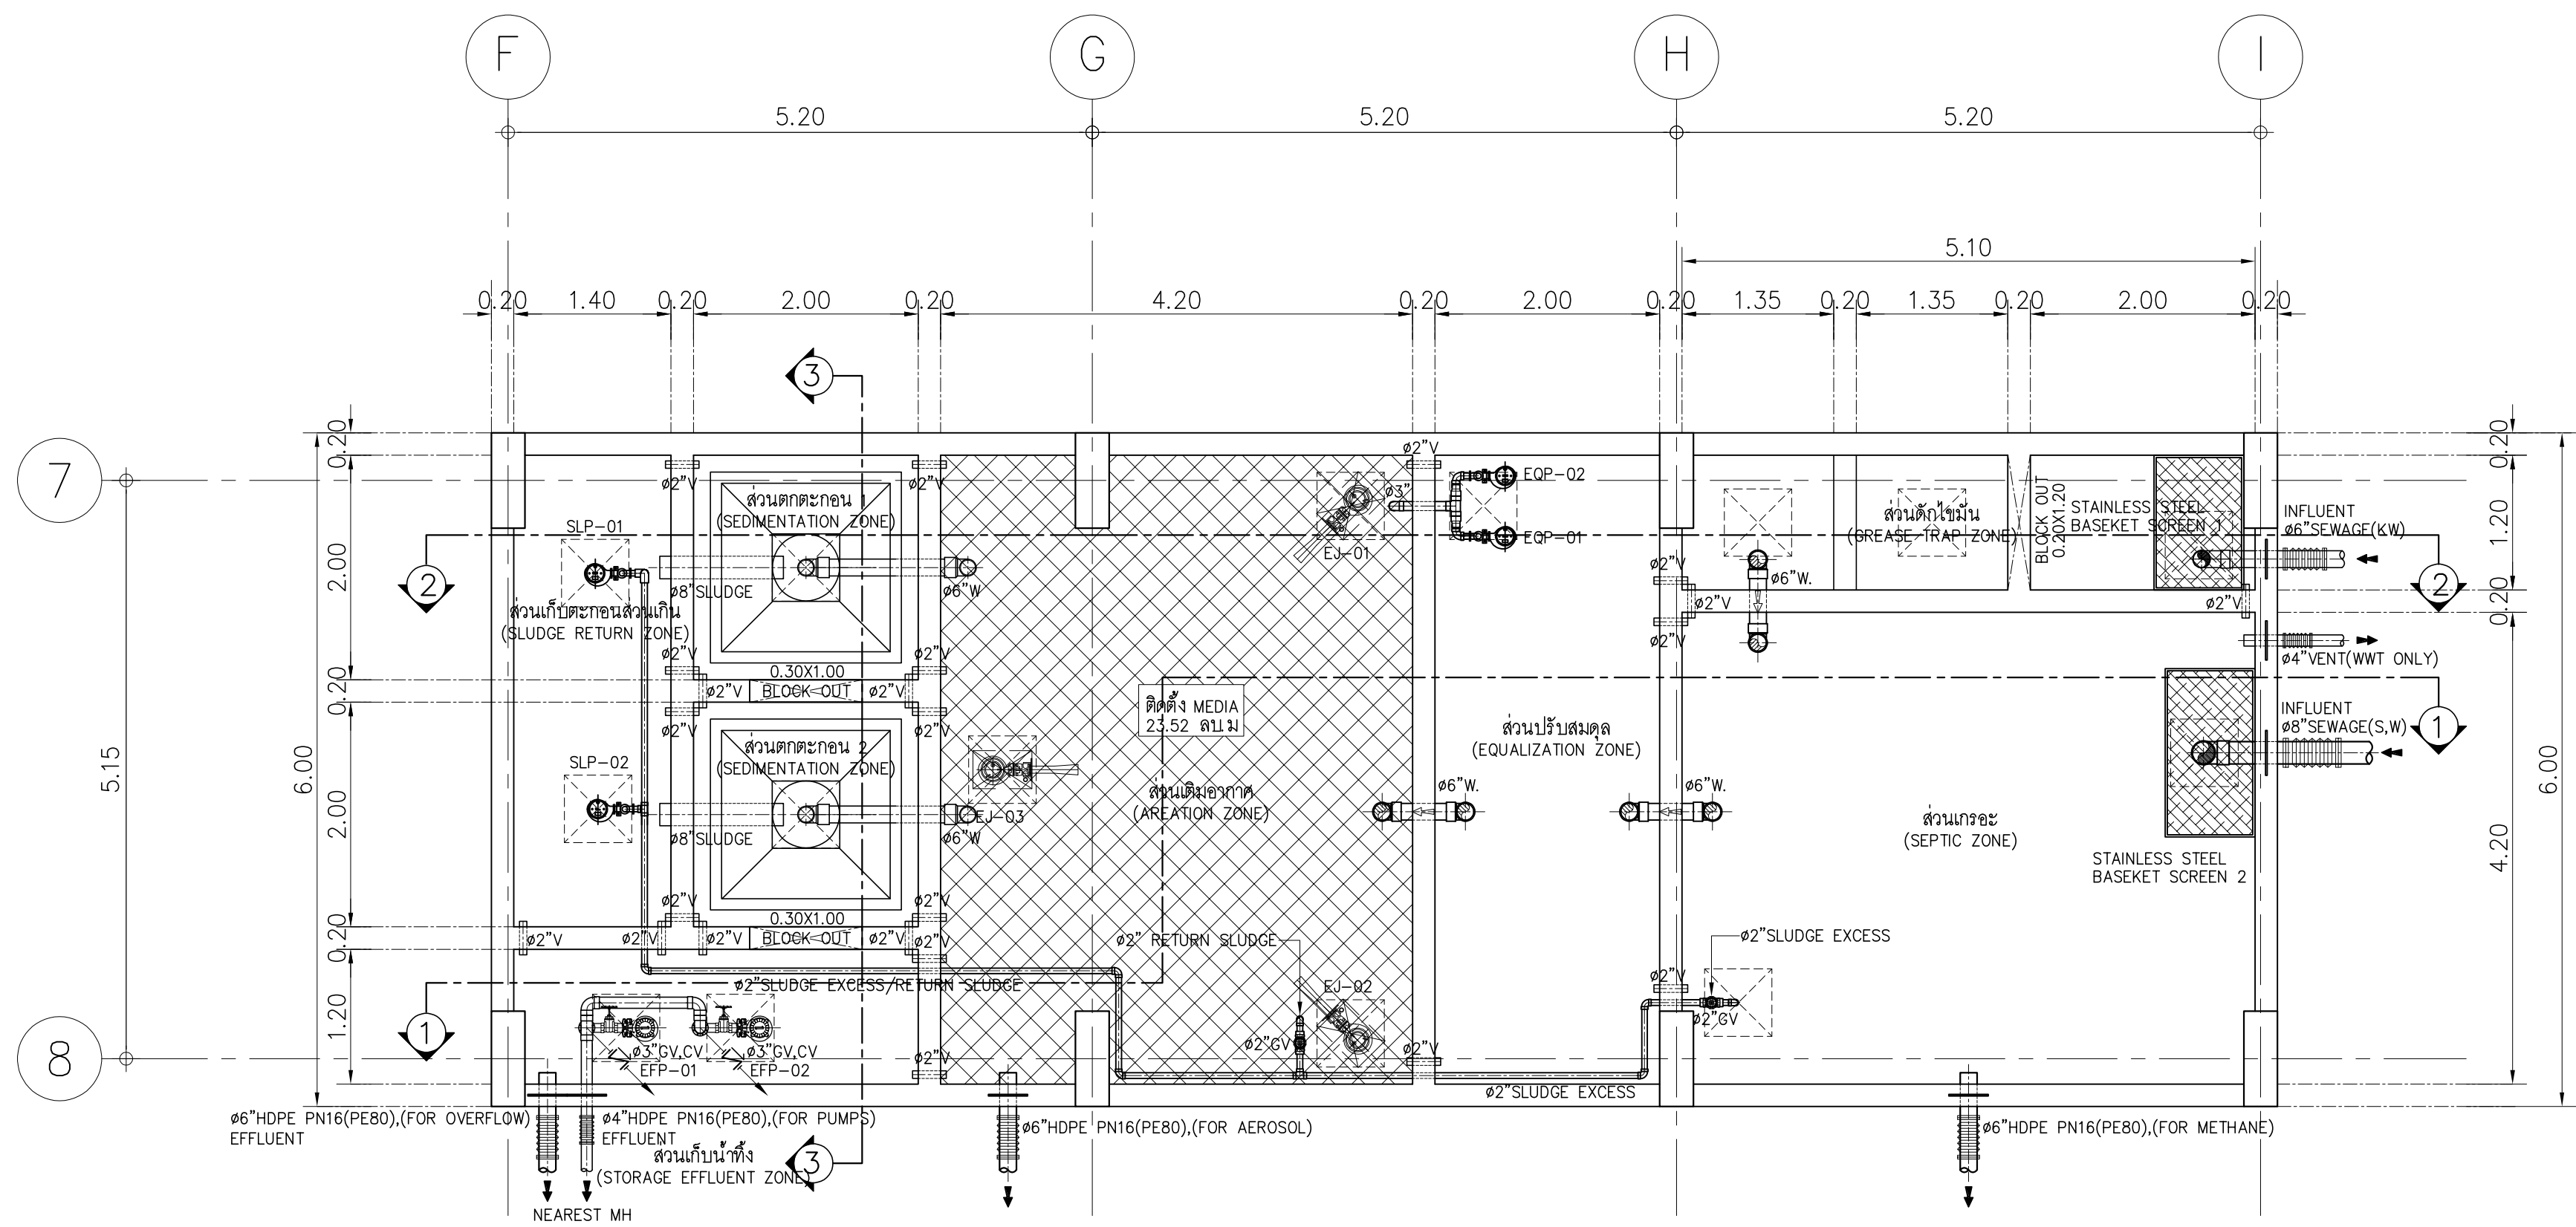 F
G
H
I
5.20
5.20
5.20
5.10
0.20
1.40
0.20
2.00
0.20
4.20
0.20
2.00
0.20
1.35
0.20
1.35
0.20
2.00
0.20
3
7
8
5.15
6.00
0.20
2.00
0.20
2.00
0.20
1.20
2
1
SLP-01
ส่วนเก็บตะกอนส่วนเกิน
(SLUDGE RETURN ZONE)
SLP-02
ø2"V
ø2"V
ส่วนตกตะกอน 1
(SEDIMENTATION ZONE)
ø8"SLUDGE
ø6"W
ø2"V
ø2"V
0.30X1.00
ø2"V
BLOCK OUT
ø2"V
ø2"V
ø2"V
ส่วนตกตะกอน 2
(SEDIMENTATION ZONE)
ø8"SLUDGE
ø6"W
EJ-03
ø2"V
ø2"V
0.30X1.00
ø2"V
ø2"V
ø2"V
BLOCK OUT
ø2"V
ø2"V
ø2"SLUDGE EXCESS/RETURN SLUDGE
ø3"GV,CV
EFP-01
ø3"GV,CV
EFP-02
ø2"V
ø6"HDPE PN16(PE80),(FOR OVERFLOW)
EFFLUENT
ø4"HDPE PN16(PE80),(FOR PUMPS)
EFFLUENT
ส่วนเก็บน้ำทิ้ง
(STORAGE EFFLUENT ZONE)
3
NEAREST MH
ø6"HDPE PN16(PE80),(FOR AEROSOL)
EJ-01
ø2"V
ø3"
EQP-02
EQP-01
ติดตั้ง MEDIA
23.52 ลบ.ม
ส่วนเติมอากาศ
(AREATION ZONE)
ø2" RETURN SLUDGE
EJ-02
ø2"GV
ø2"V
ส่วนปรับสมดุล
(EQUALIZATION ZONE)
ø6"W.
ø6"W.
ø2"SLUDGE EXCESS
ø2"V
ø2"V
ø2"V
ø6"W.
ø2"V
ส่วนดักไขมัน
(GREASE TRAP ZONE)
BLOCK OUT
0.20X1.20
STAINLESS STEEL
BASEKET SCREEN 1
INFLUENT
ø6"SEWAGE(KW)
ø4"VENT(WWT ONLY)
INFLUENT
ø8"SEWAGE(S,W)
ส่วนเกรอะ
(SEPTIC ZONE)
STAINLESS STEEL
BASEKET SCREEN 2
ø2"SLUDGE EXCESS
ø2"V
ø2"GV
ø6"HDPE PN16(PE80),(FOR METHANE)
2
1
0.20
1.20
0.20
4.20
6.00